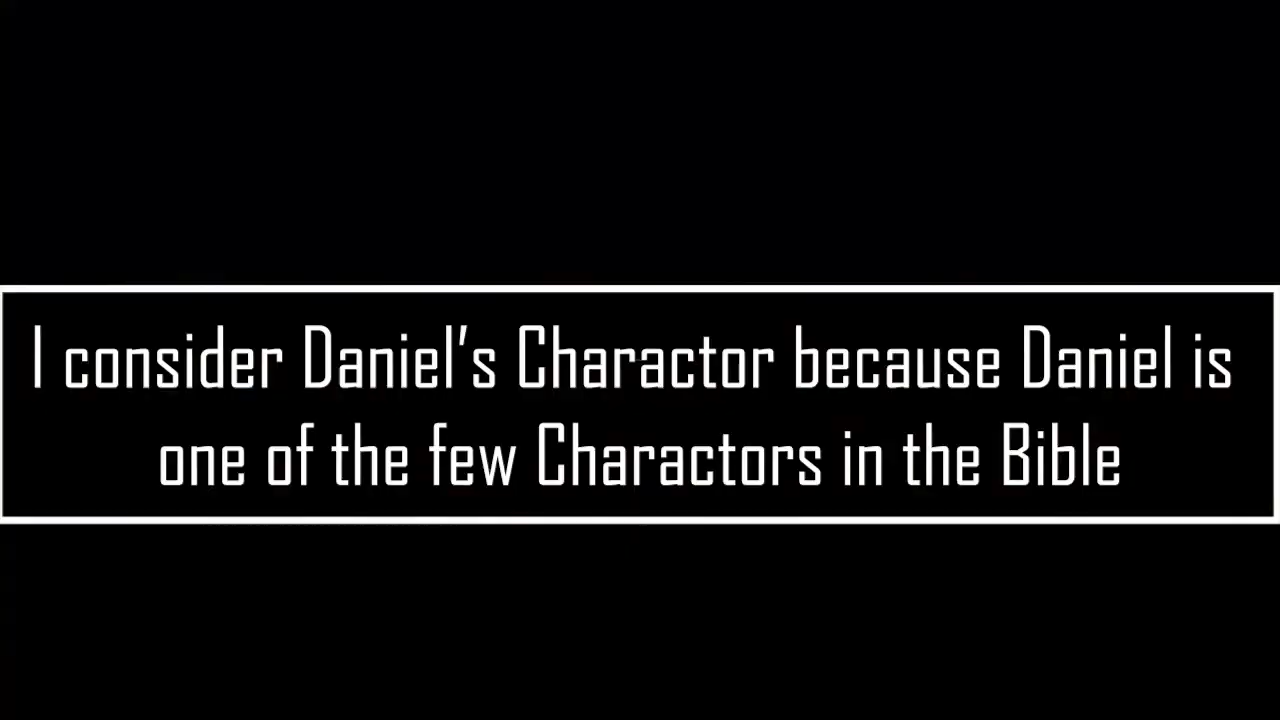 I consider Daniel’s Charactor because Daniel is
one of the few Charactors in the Bible